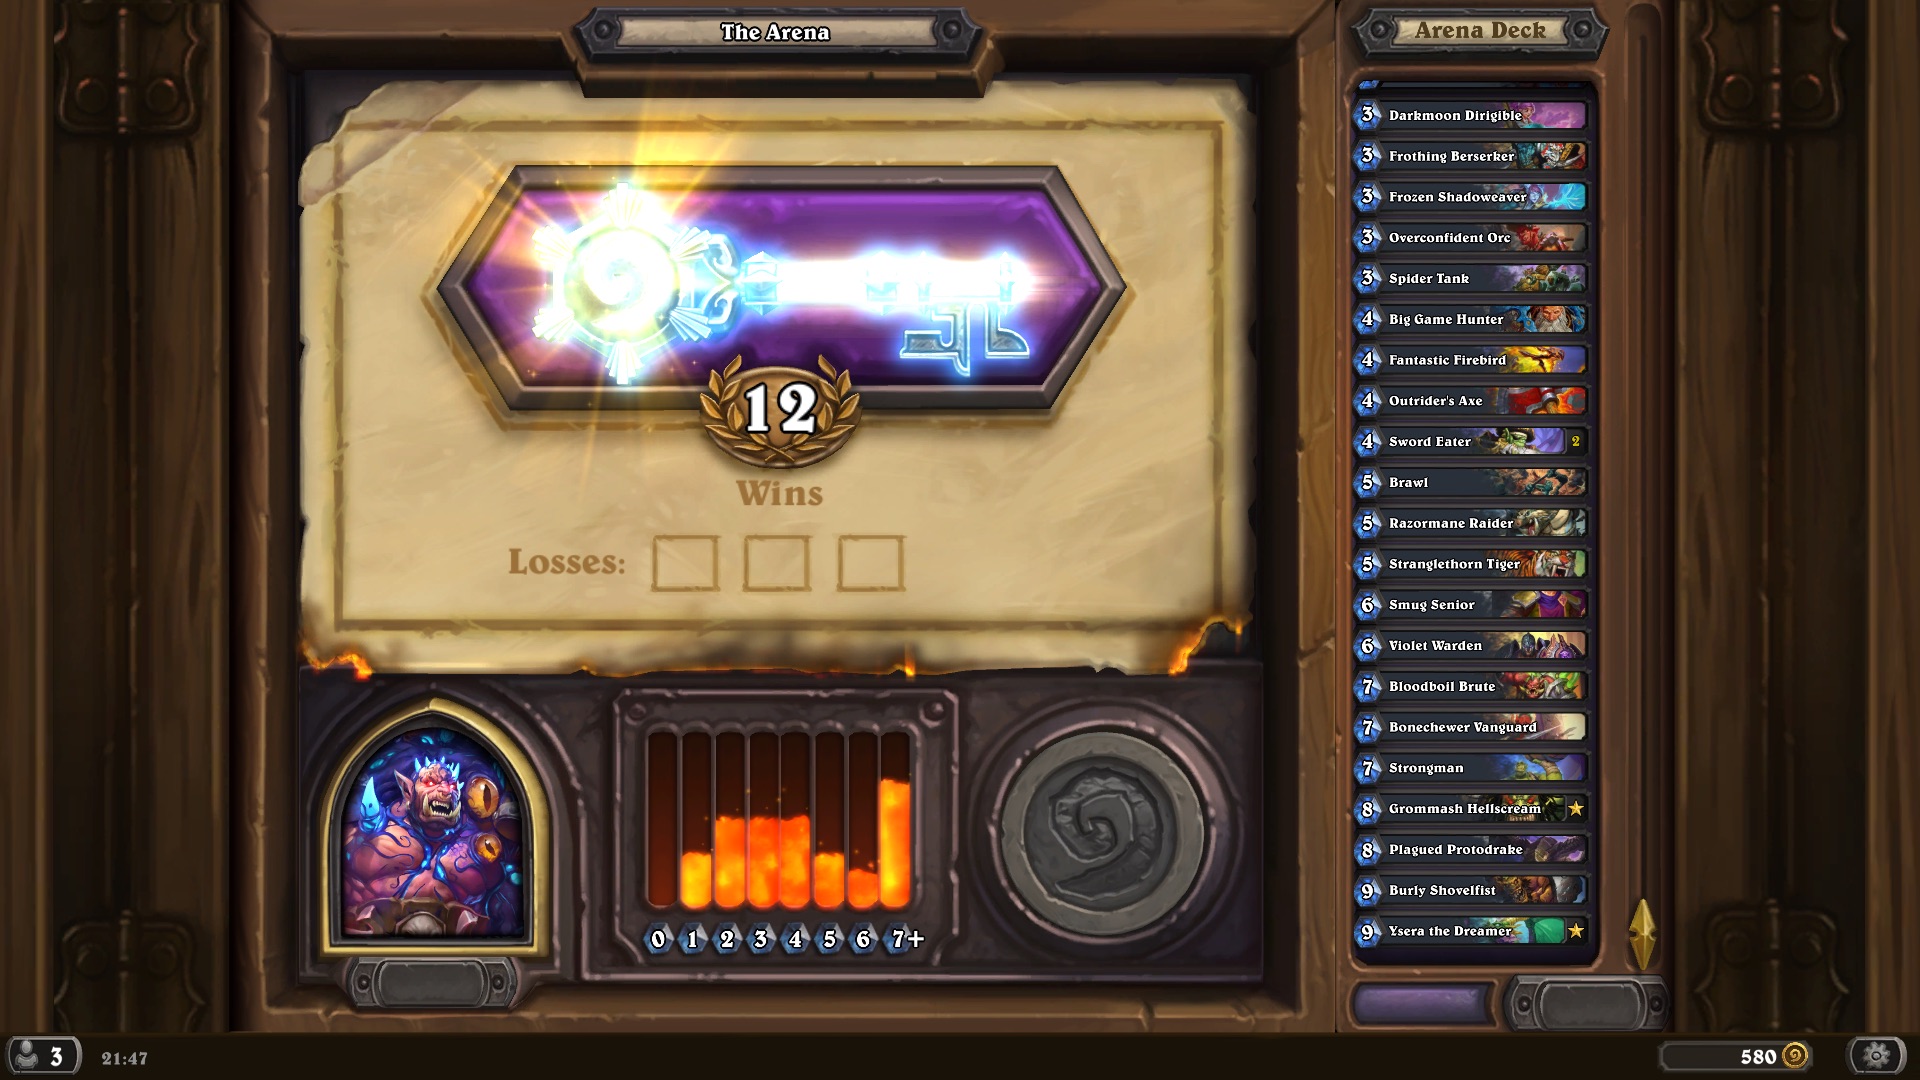 The Arena
12
Wins
Losses:
0 1 2 3 4 5 6 7+
Arena Deck
3 Darkmoon Dirigible
3 Frothing Berserker
3 Frozen Shadoweaver
3 Overconfident Orc
3 Spider Tank
4 Big Game Hunter
4 Fantastic Firebird
4 Outrider's Axe
4 Sword Eater 2
5 Brawl
5 Razormane Raider
5 Stranglethorn Tiger
6 Smug Senior
6 Violet Warden
7 Bloodboil Brute
7 Bonechewer Vanguard
7 Strongman
8 Grommash Hellscream
8 Plagued Protodrake
9 Burly Shovelfist
9 Ysera the Dreamer
3 21:47
580